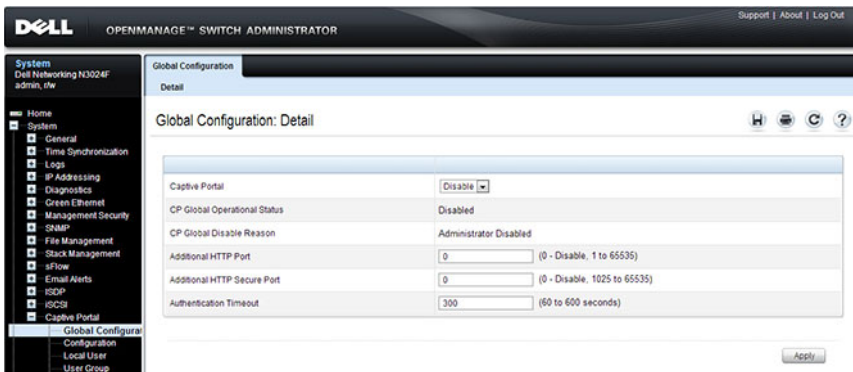 Support | About | Log Out
DELL OPENMANAGE™ SWITCH ADMINISTRATOR
System
Dell Networking N3024F
admin, r/w
Home
System
General
Time Synchronization
Logs
IP Addressing
Diagnostics
Green Ethernet
Management Security
SNMP
File Management
Stack Management
sFlow
Email Alerts
ISDP
iSCSI
Captive Portal
Global Configurat
Configuration
Local User
User Group
Global Configuration
Detail
Global Configuration: Detail
Captive Portal Disable
CP Global Operational Status Disabled
CP Global Disable Reason Administrator Disabled
Additional HTTP Port 0 (0 - Disable, 1 to 65535)
Additional HTTP Secure Port 0 (0 - Disable, 1025 to 65535)
Authentication Timeout 300 (60 to 600 seconds)
Apply